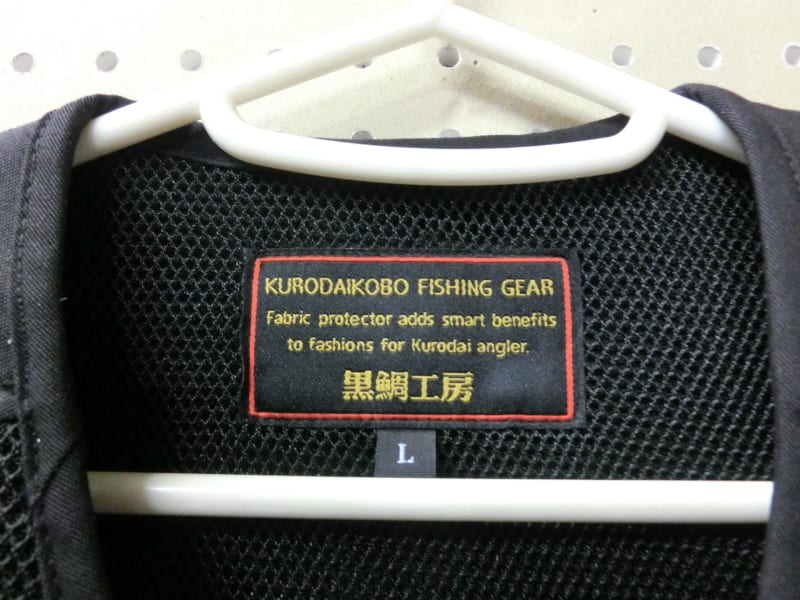 KURODAIKOBO FISHING GEAR
Fabric protector adds smart benefits
to fashions for Kurodai angler.
黒鯛工房
L